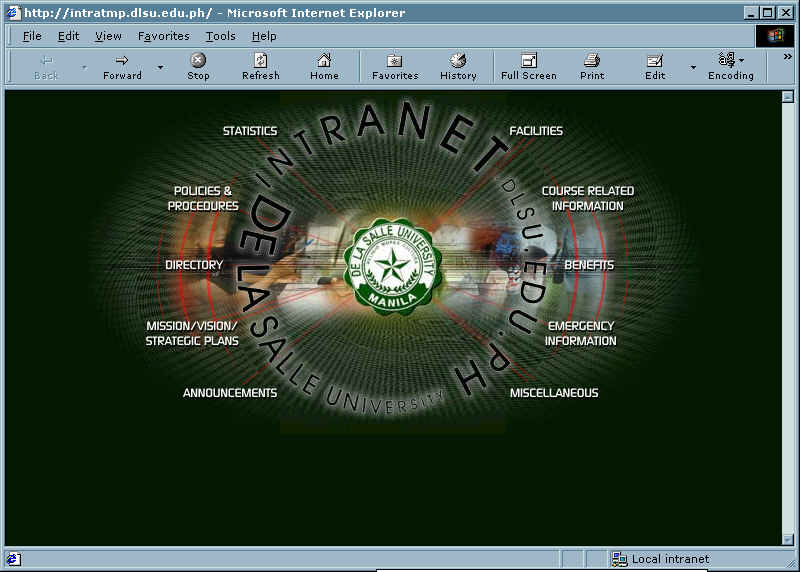 http://intratmp.dlsu.edu.ph/ - Microsoft Internet Explorer
File Edit View Favorites Tools Help
Back Forward Stop Refresh Home Favorites History Full Screen Print Edit Encoding
INTRANET.DLSU.EDU.PH
STATISTICS
FACILITIES
POLICIES &
PROCEDURES
COURSE RELATED
INFORMATION
DIRECTORY
BENEFITS
MISSION/VISION/
STRATEGIC PLANS
EMERGENCY
INFORMATION
ANNOUNCEMENTS
MISCELLANEOUS
DE LA SALLE UNIVERSITY
DE LA SALLE UNIVERSITY
MANILA
Local intranet